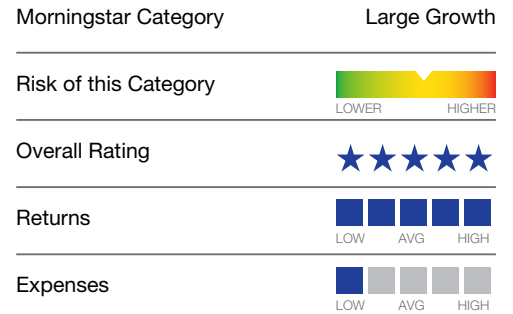 Morningstar Category Large Growth
Risk of this Category
LOWER HIGHER
Overall Rating
Returns
LOW AVG HIGH
Expenses
LOW AVG HIGH